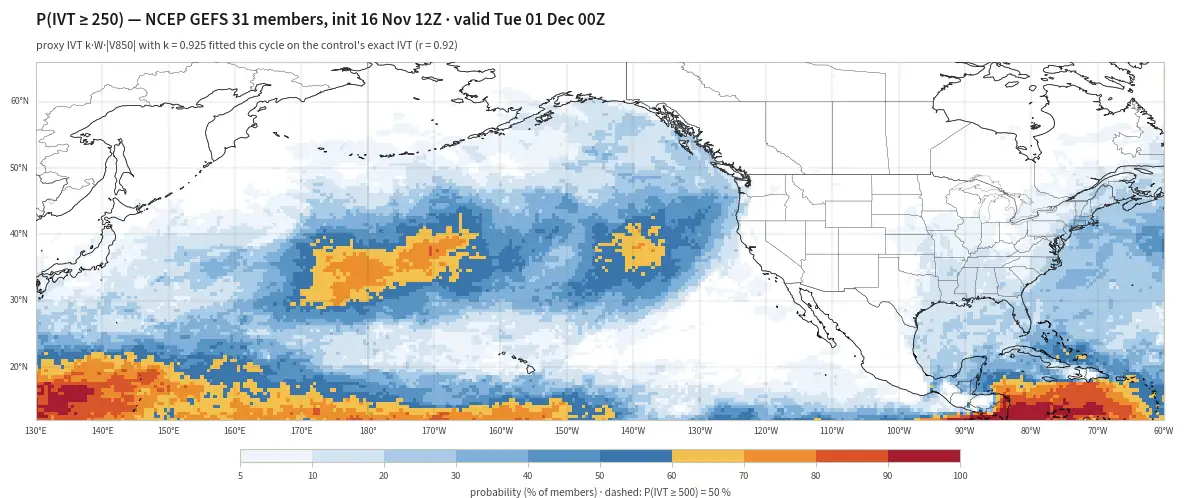 P(IVT ≥ 250) — NCEP GEFS 31 members, init 16 Nov 12Z · valid Tue 01 Dec 00Z
proxy IVT k·W·|V850| with k = 0.925 fitted this cycle on the control's exact IVT (r = 0.92)
60°N
50°N
40°N
30°N
20°N
130°E 140°E 150°E 160°E 170°E 180° 170°W 160°W 150°W 140°W 130°W 120°W 110°W 100°W 90°W 80°W 70°W 60°W
5 10 20 30 40 50 60 70 80 90 100
probability (% of members) · dashed: P(IVT ≥ 500) = 50 %